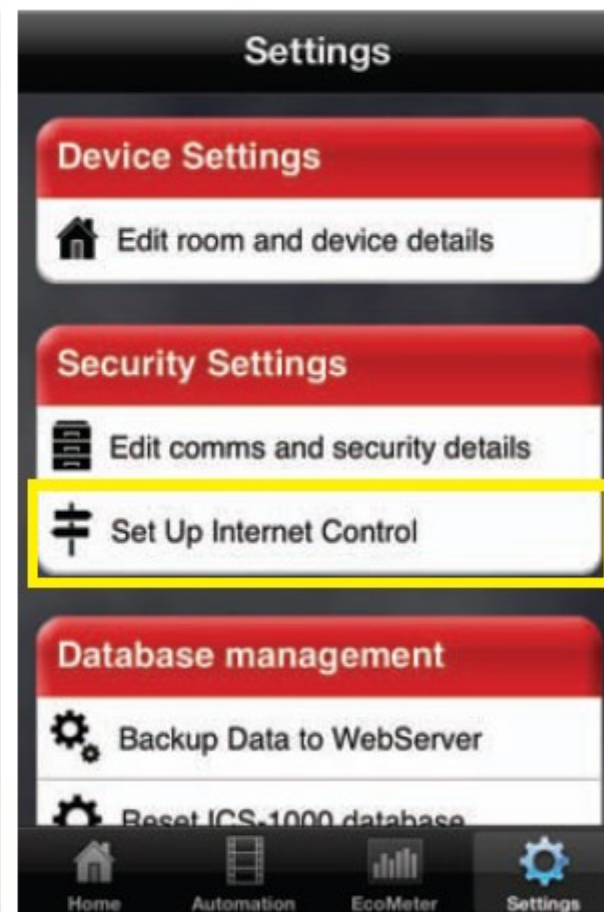 Settings
Device Settings
Edit room and device details
Security Settings
Edit comms and security details
Set Up Internet Control
Database management
Backup Data to WebServer
Reset ICS-1000 database
Home Automation EcoMeter Settings